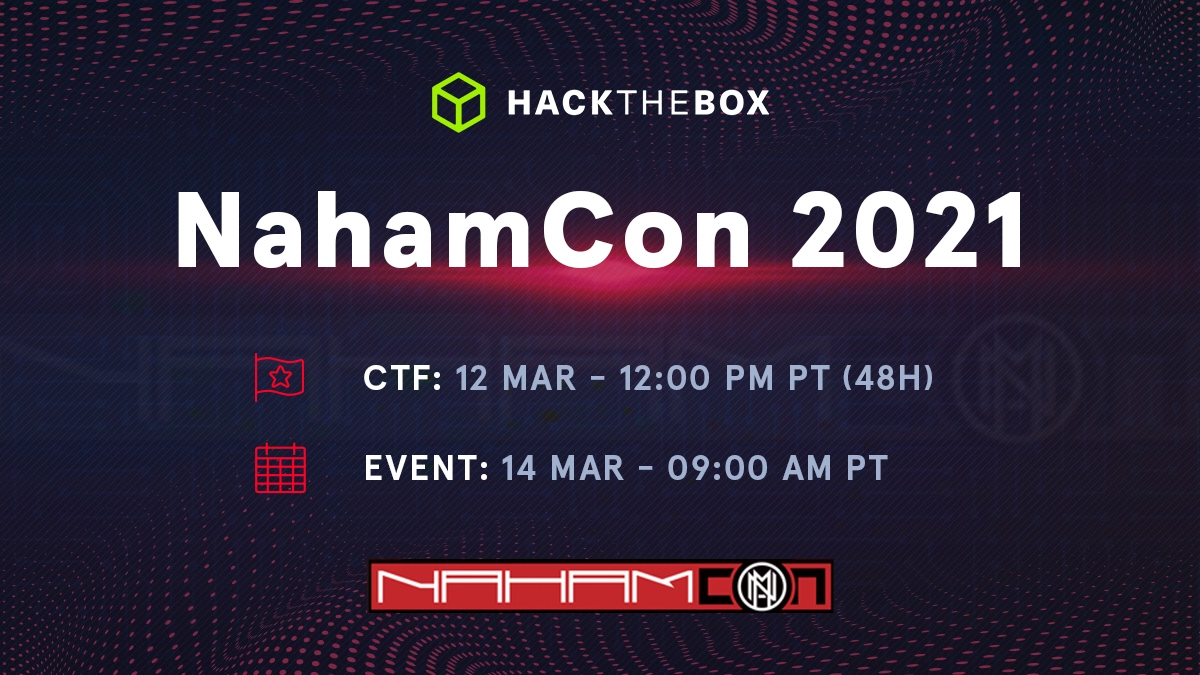 HACKTHEBOX
NahamCon 2021
CTF: 12 MAR - 12:00 PM PT (48H)
EVENT: 14 MAR - 09:00 AM PT
NAHAMCON